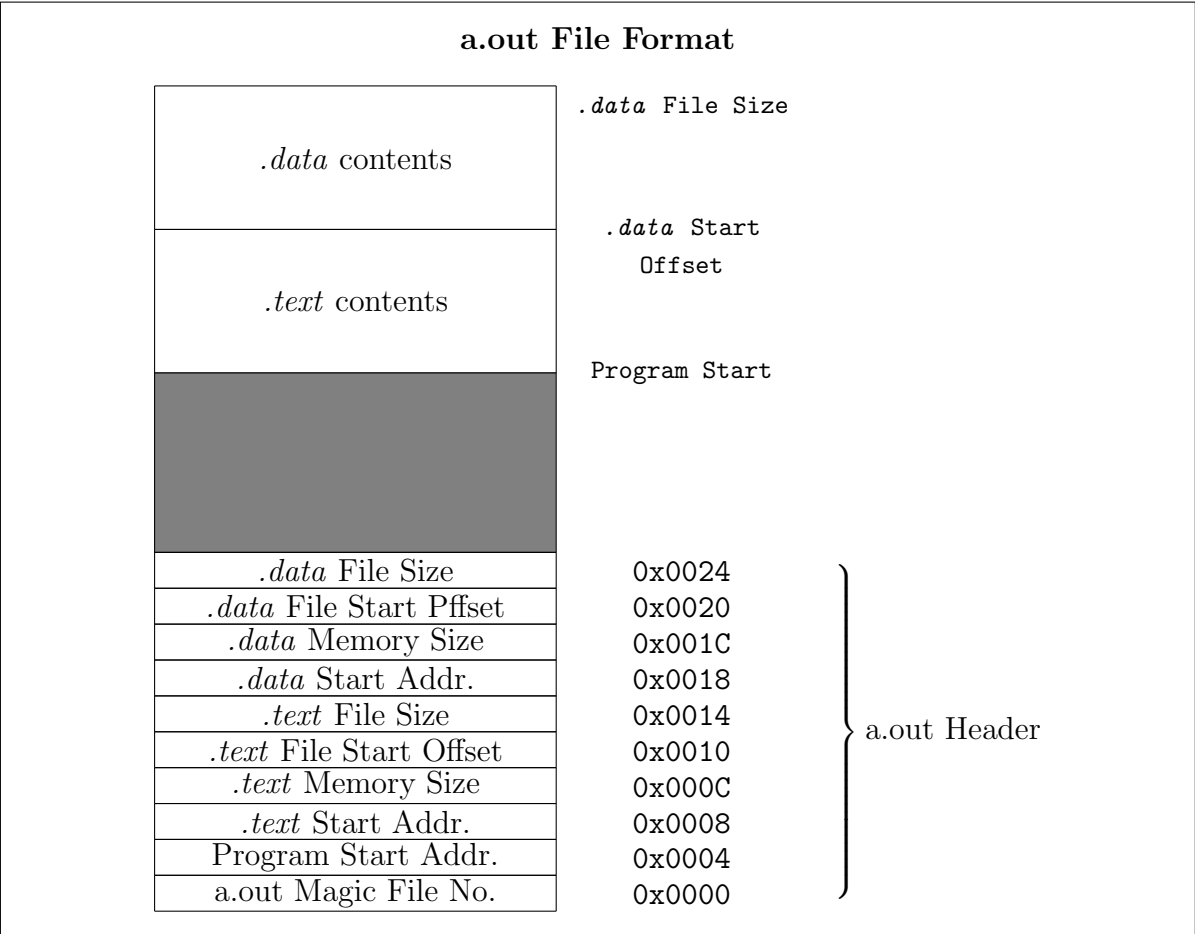 a.out File Format
.data File Size
.data contents
.data Start
Offset
.text contents
Program Start
.data File Size 0x0024
.data File Start Pffset 0x0020
.data Memory Size 0x001C
.data Start Addr. 0x0018
.text File Size 0x0014
a.out Header
.text File Start Offset 0x0010
.text Memory Size 0x000C
.text Start Addr. 0x0008
Program Start Addr. 0x0004
a.out Magic File No. 0x0000